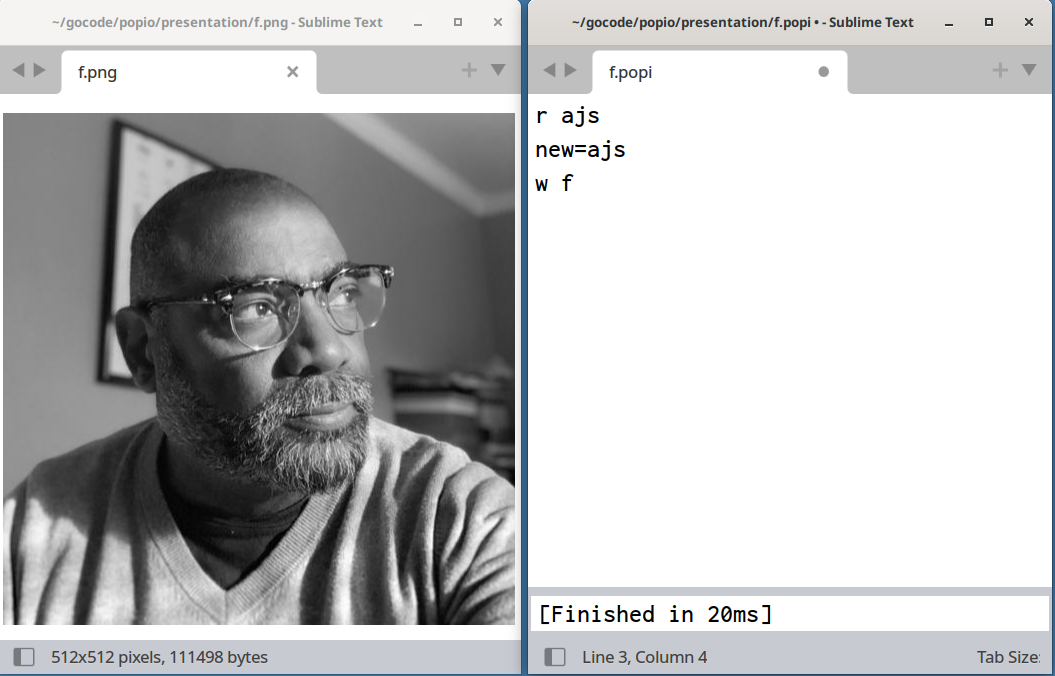 ~/gocode/popio/presentation/f.png - Sublime Text
f.png
512x512 pixels, 111498 bytes
~/gocode/popio/presentation/f.popi • - Sublime Text
f.popi
r ajs
new=ajs
w f
[Finished in 20ms]
Line 3, Column 4
Tab Size: